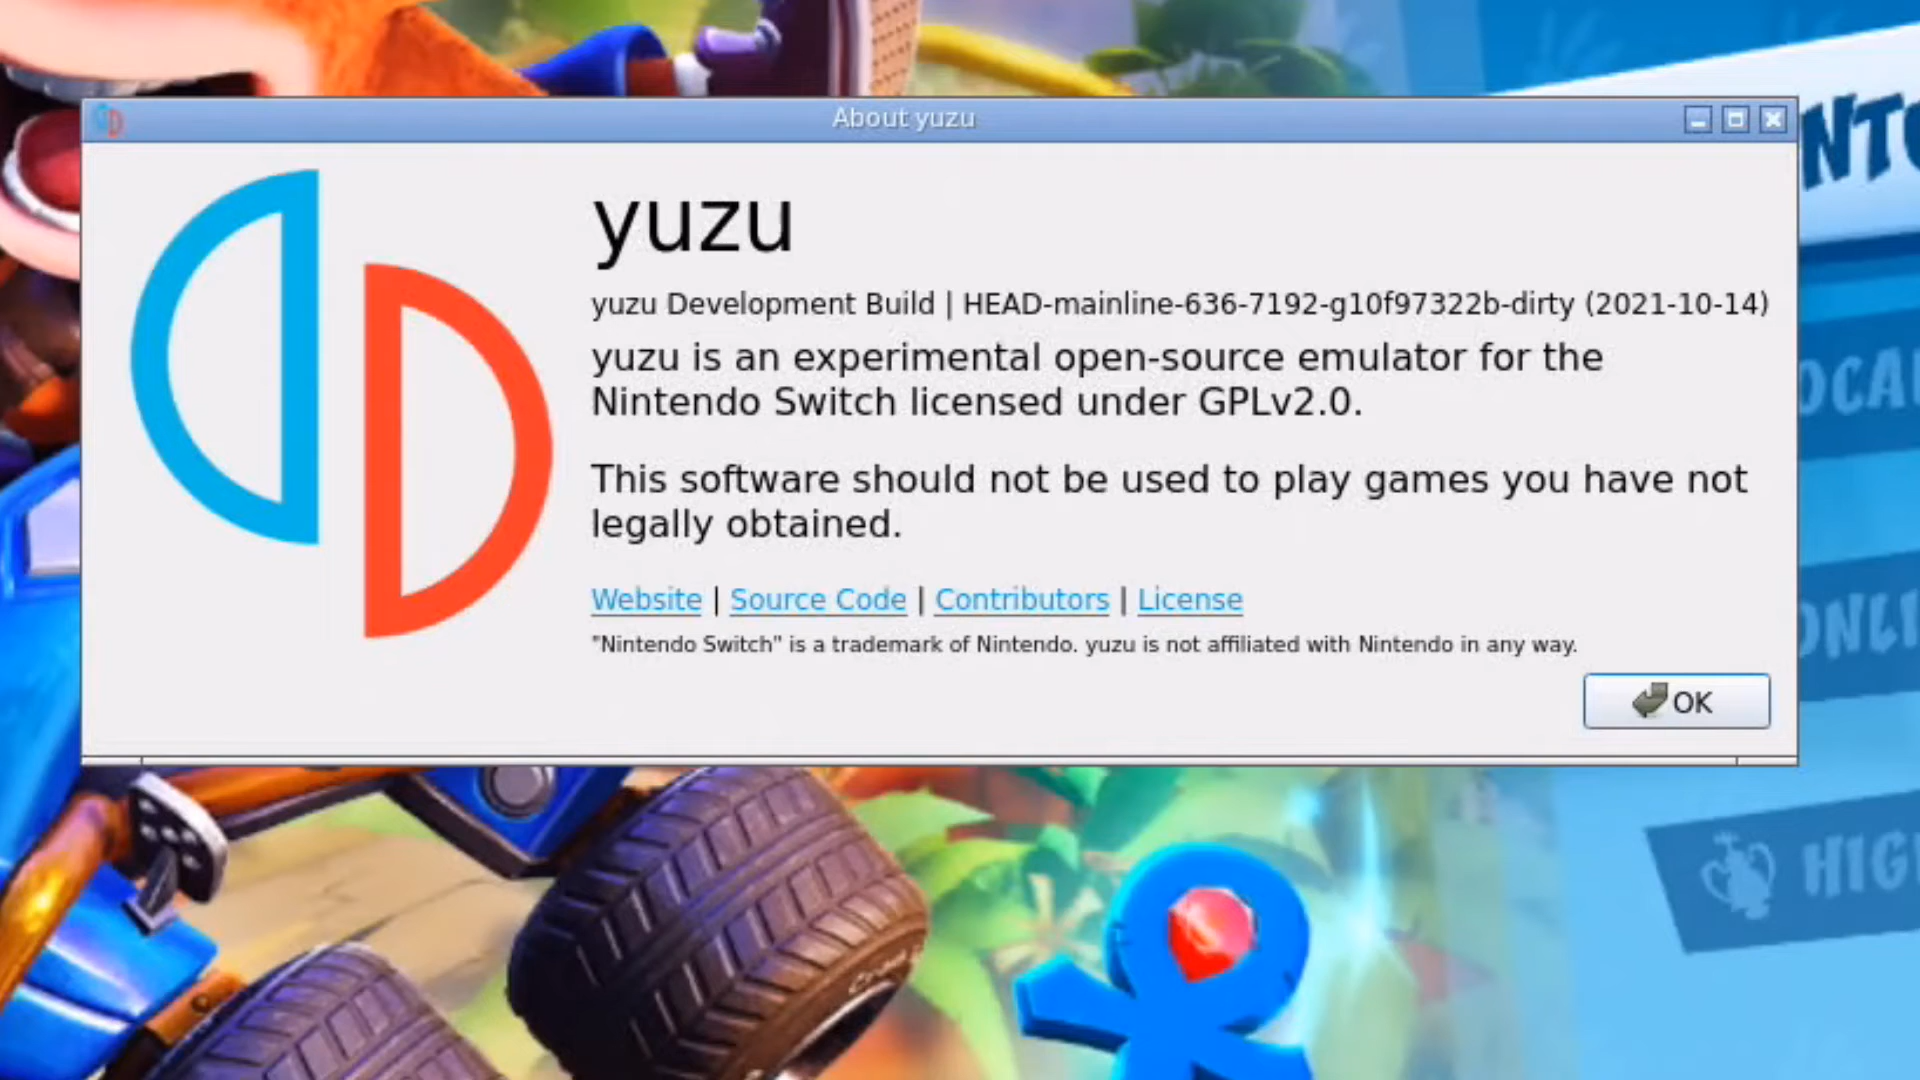 About yuzu
yuzu
yuzu Development Build | HEAD-mainline-636-7192-g10f97322b-dirty (2021-10-14)
yuzu is an experimental open-source emulator for the
Nintendo Switch licensed under GPLv2.0.
This software should not be used to play games you have not
legally obtained.
Website | Source Code | Contributors | License
"Nintendo Switch" is a trademark of Nintendo. yuzu is not affiliated with Nintendo in any way.
OK